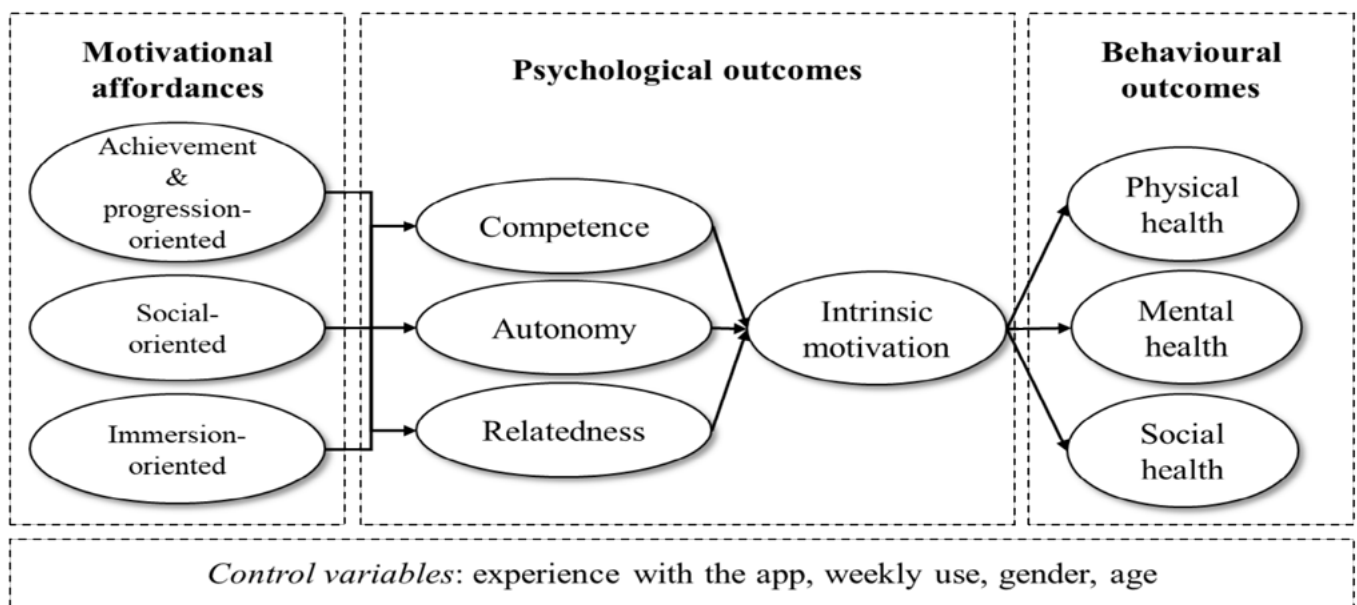 Motivational
affordances
Achievement
&
progression-
oriented
Social-
oriented
Immersion-
oriented
Psychological outcomes
Competence
Autonomy
Relatedness
Intrinsic
motivation
Behavioural
outcomes
Physical
health
Mental
health
Social
health
Control variables: experience with the app, weekly use, gender, age